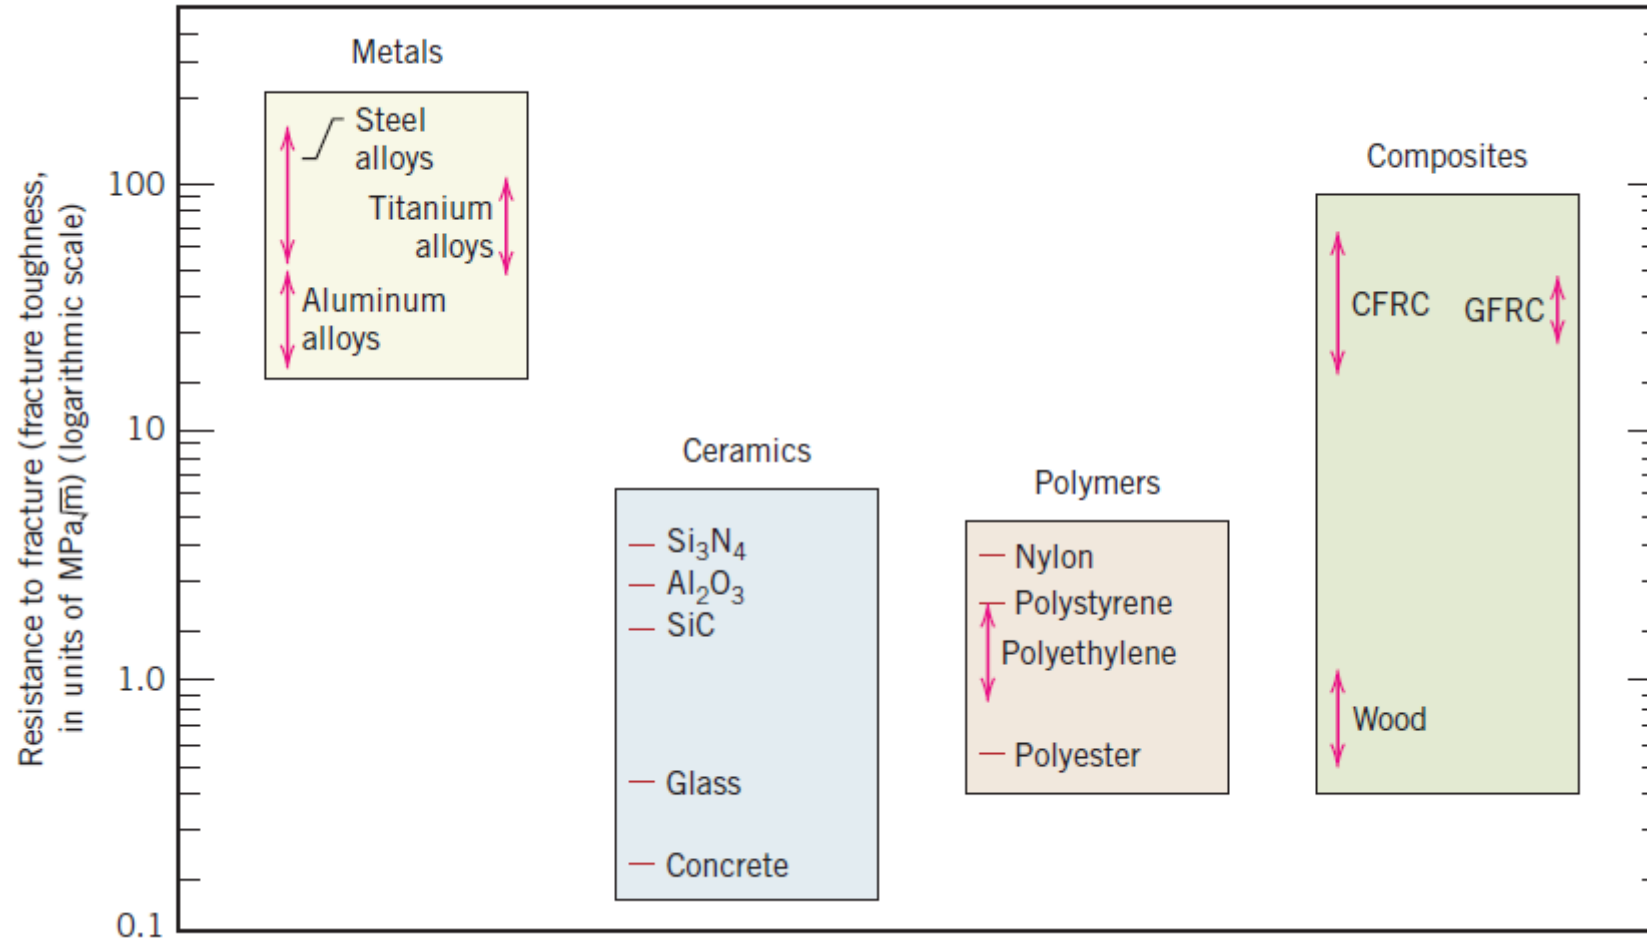 Resistance to fracture (fracture toughness,
in units of MPa√m) (logarithmic scale)
100
10
1.0
0.1
Metals
Steel
alloys
Titanium
alloys
Aluminum
alloys
Ceramics
Si₃N₄
Al₂O₃
SiC
Glass
Concrete
Polymers
Nylon
Polystyrene
Polyethylene
Polyester
Composites
CFRC
GFRC
Wood